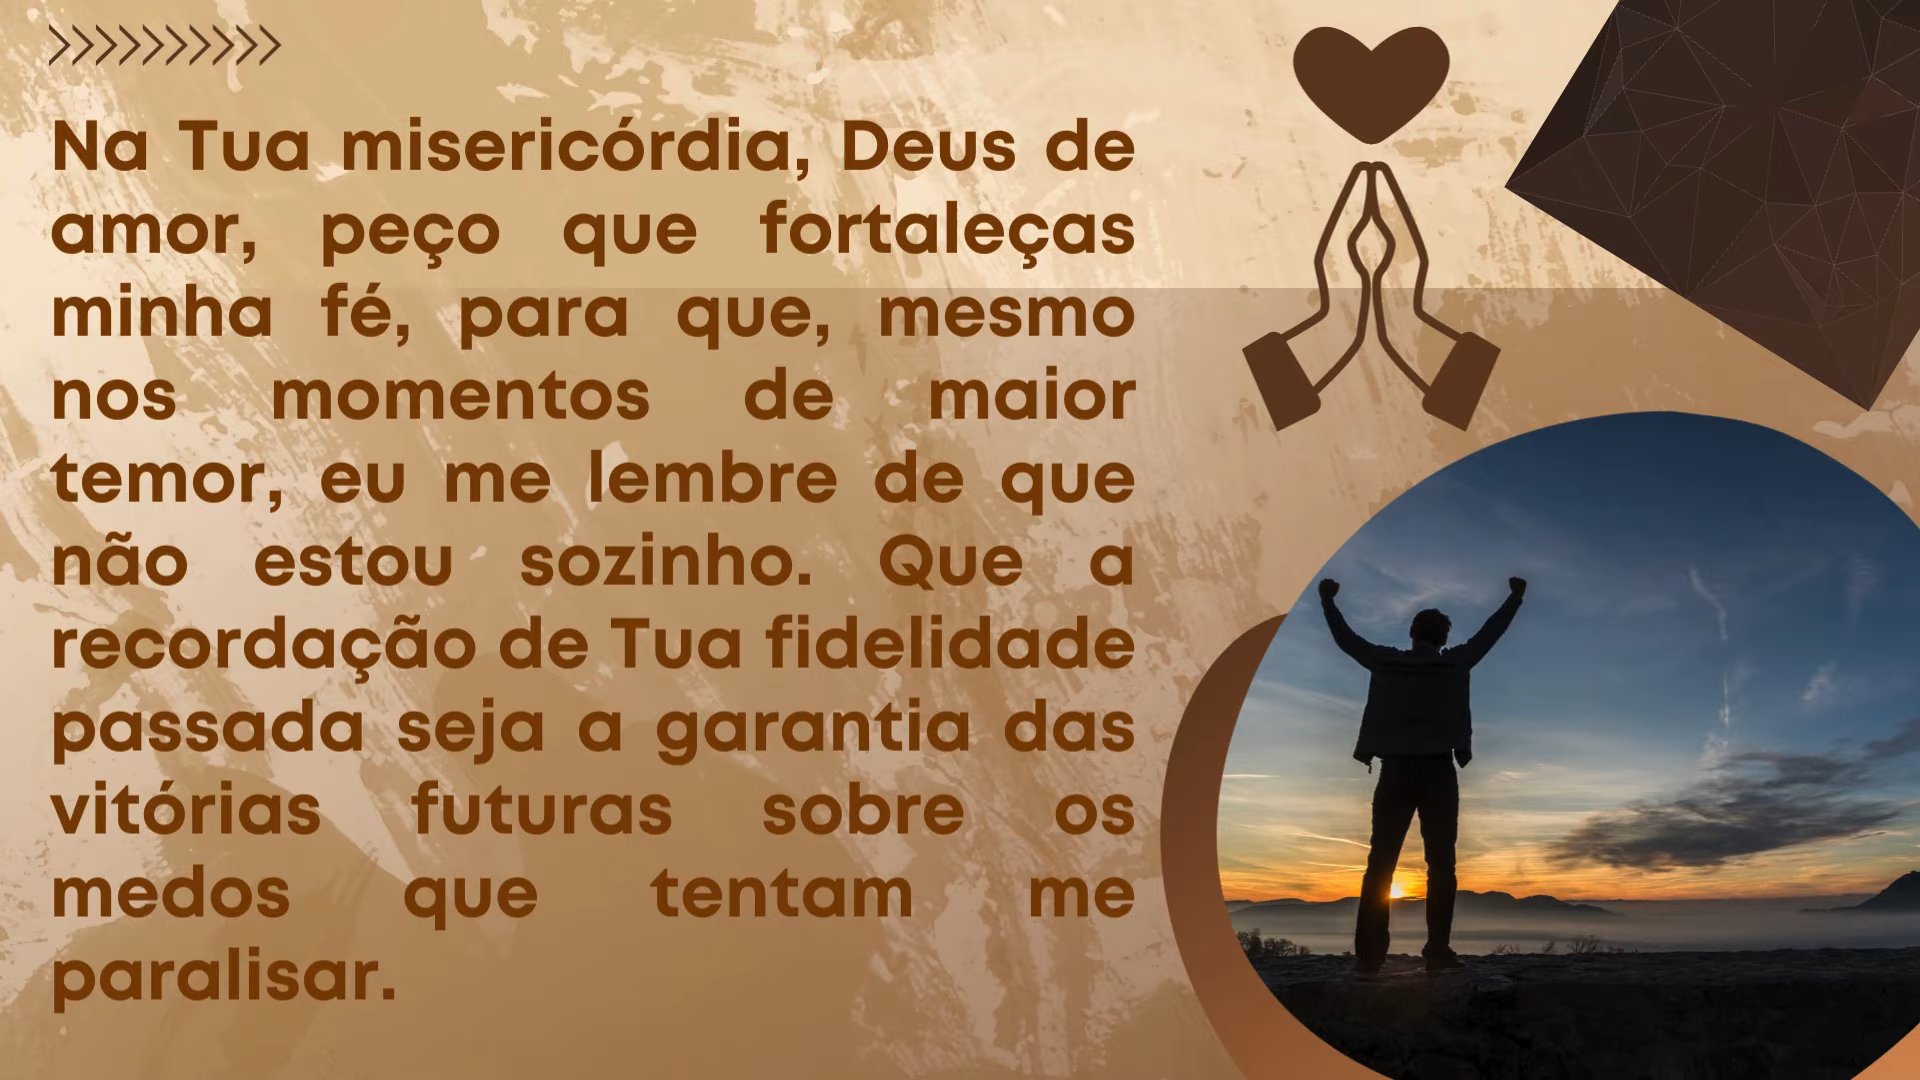 Na Tua misericórdia, Deus de
amor, peço que fortaleças
minha fé, para que, mesmo
nos momentos de maior
temor, eu me lembre de que
não estou sozinho. Que a
recordação de Tua fidelidade
passada seja a garantia das
vitórias futuras sobre os
medos que tentam me
paralisar.